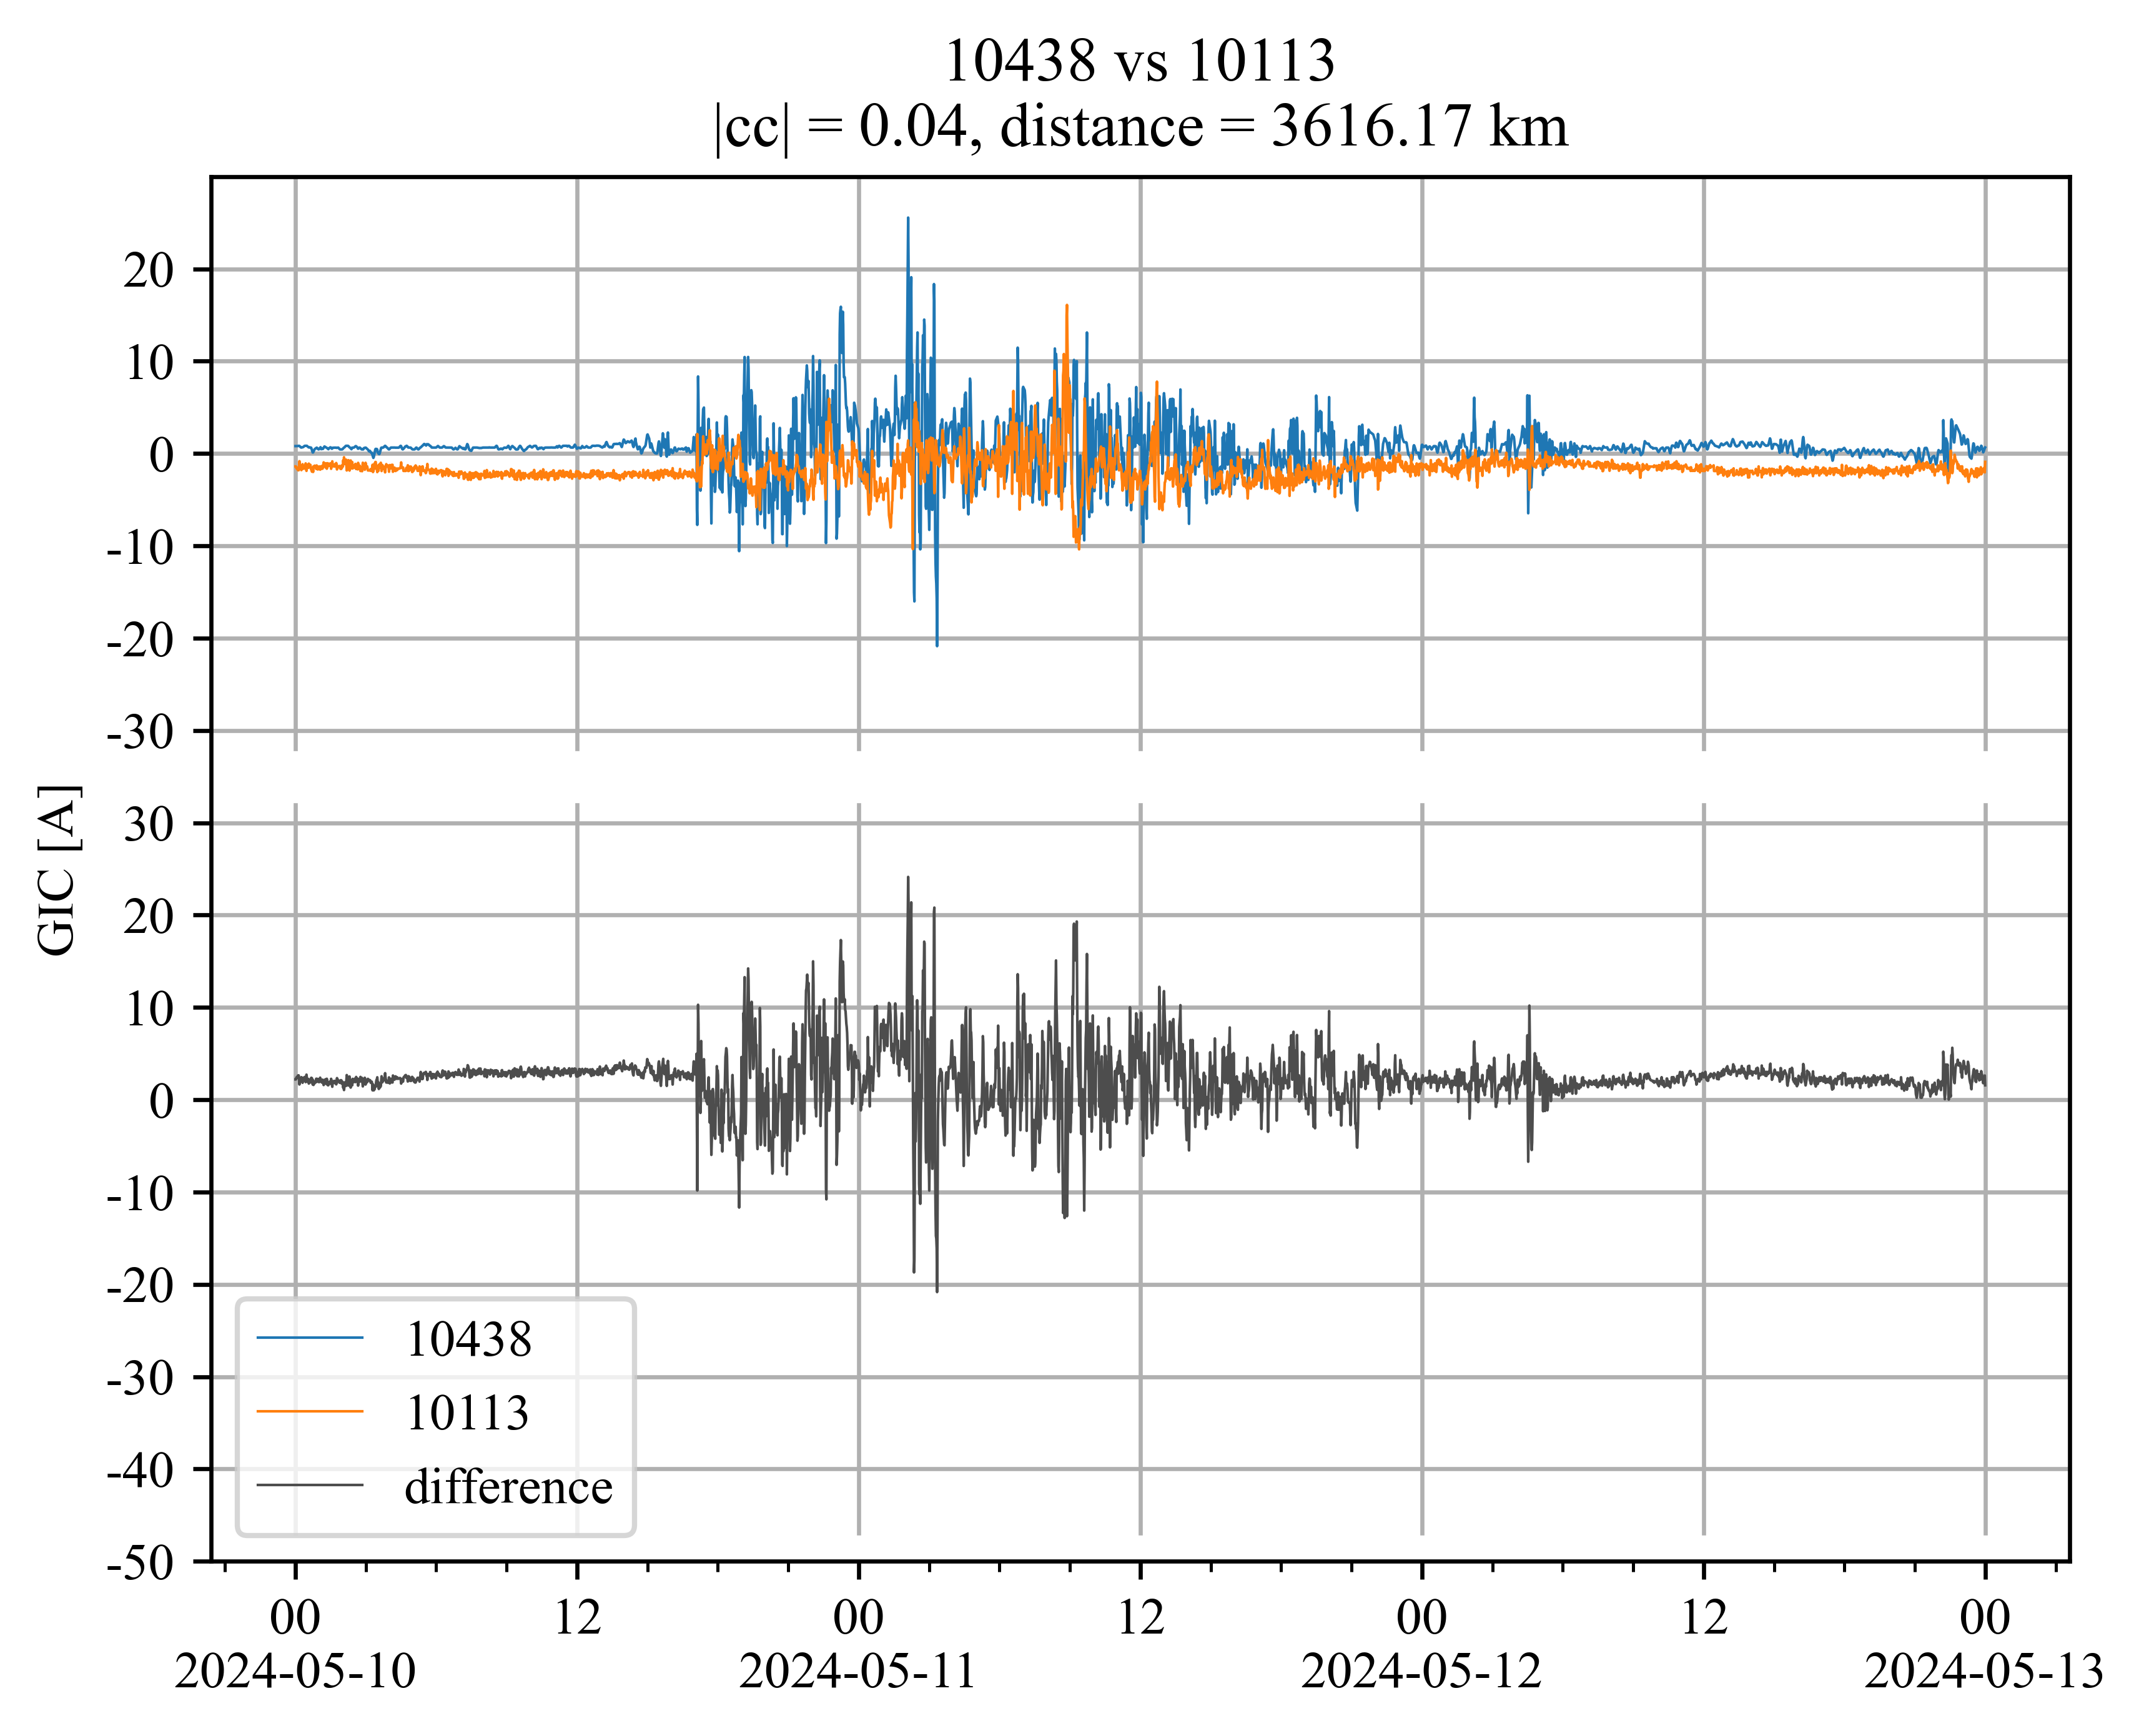 10438 vs 10113
|cc| = 0.04, distance = 3616.17 km
20
10
0
-10
-20
-30
30
20
10
0
-10
-20
-30
-40
-50
GIC [A]
10438
10113
difference
00 12 00 12 00 12 00
2024-05-10 2024-05-11 2024-05-12 2024-05-13